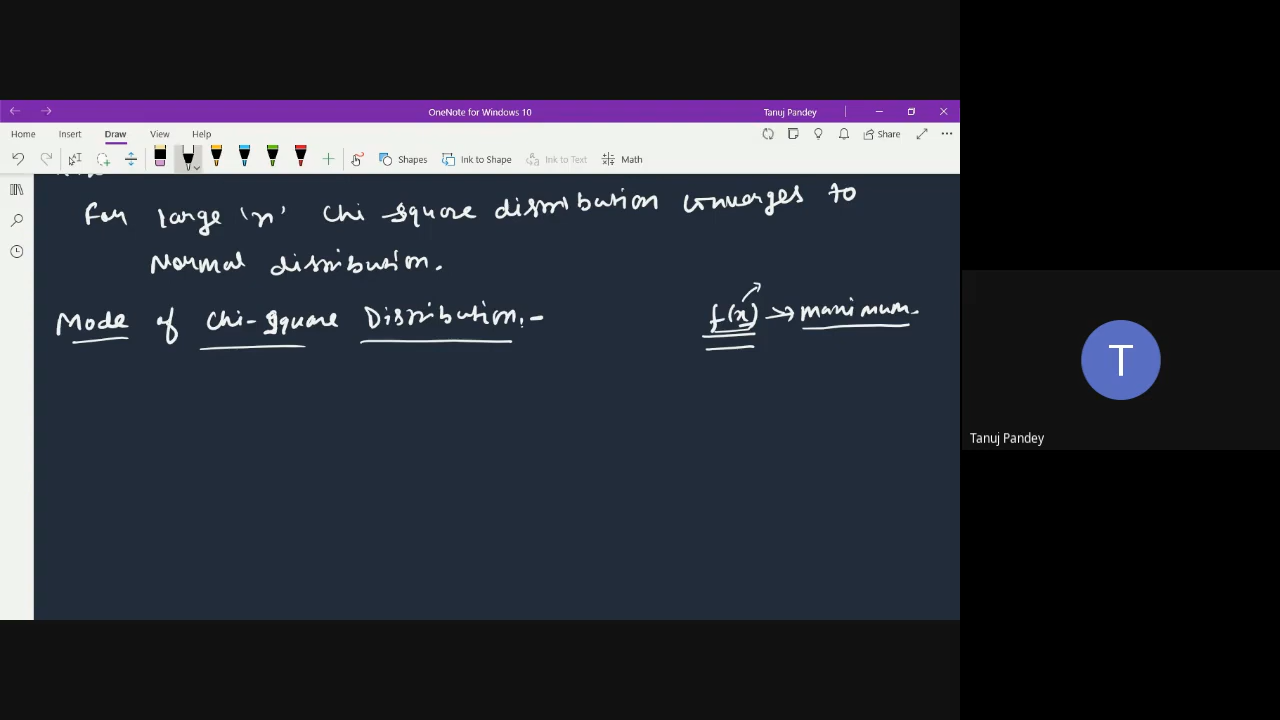 OneNote for Windows 10
Tanuj Pandey
Home Insert Draw View Help
Share
Shapes Ink to Shape Ink to Text Math
For large 'n' Chi square distribution converges to
Normal distribution.
Mode of Chi-Square Distribution:-
f(x) → maximum.
T
Tanuj Pandey